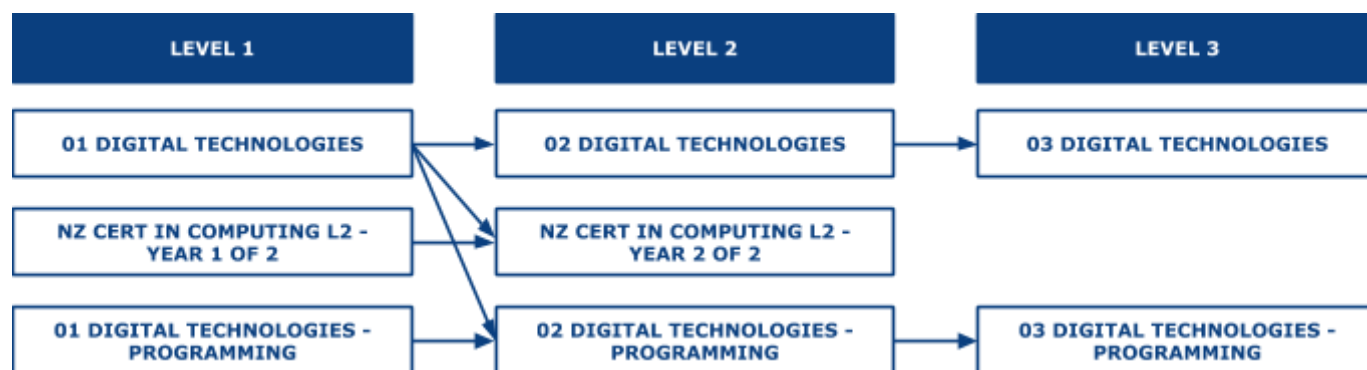 LEVEL 1
LEVEL 2
LEVEL 3
01 DIGITAL TECHNOLOGIES
02 DIGITAL TECHNOLOGIES
03 DIGITAL TECHNOLOGIES
NZ CERT IN COMPUTING L2 -
YEAR 1 OF 2
NZ CERT IN COMPUTING L2 -
YEAR 2 OF 2
01 DIGITAL TECHNOLOGIES -
PROGRAMMING
02 DIGITAL TECHNOLOGIES -
PROGRAMMING
03 DIGITAL TECHNOLOGIES -
PROGRAMMING